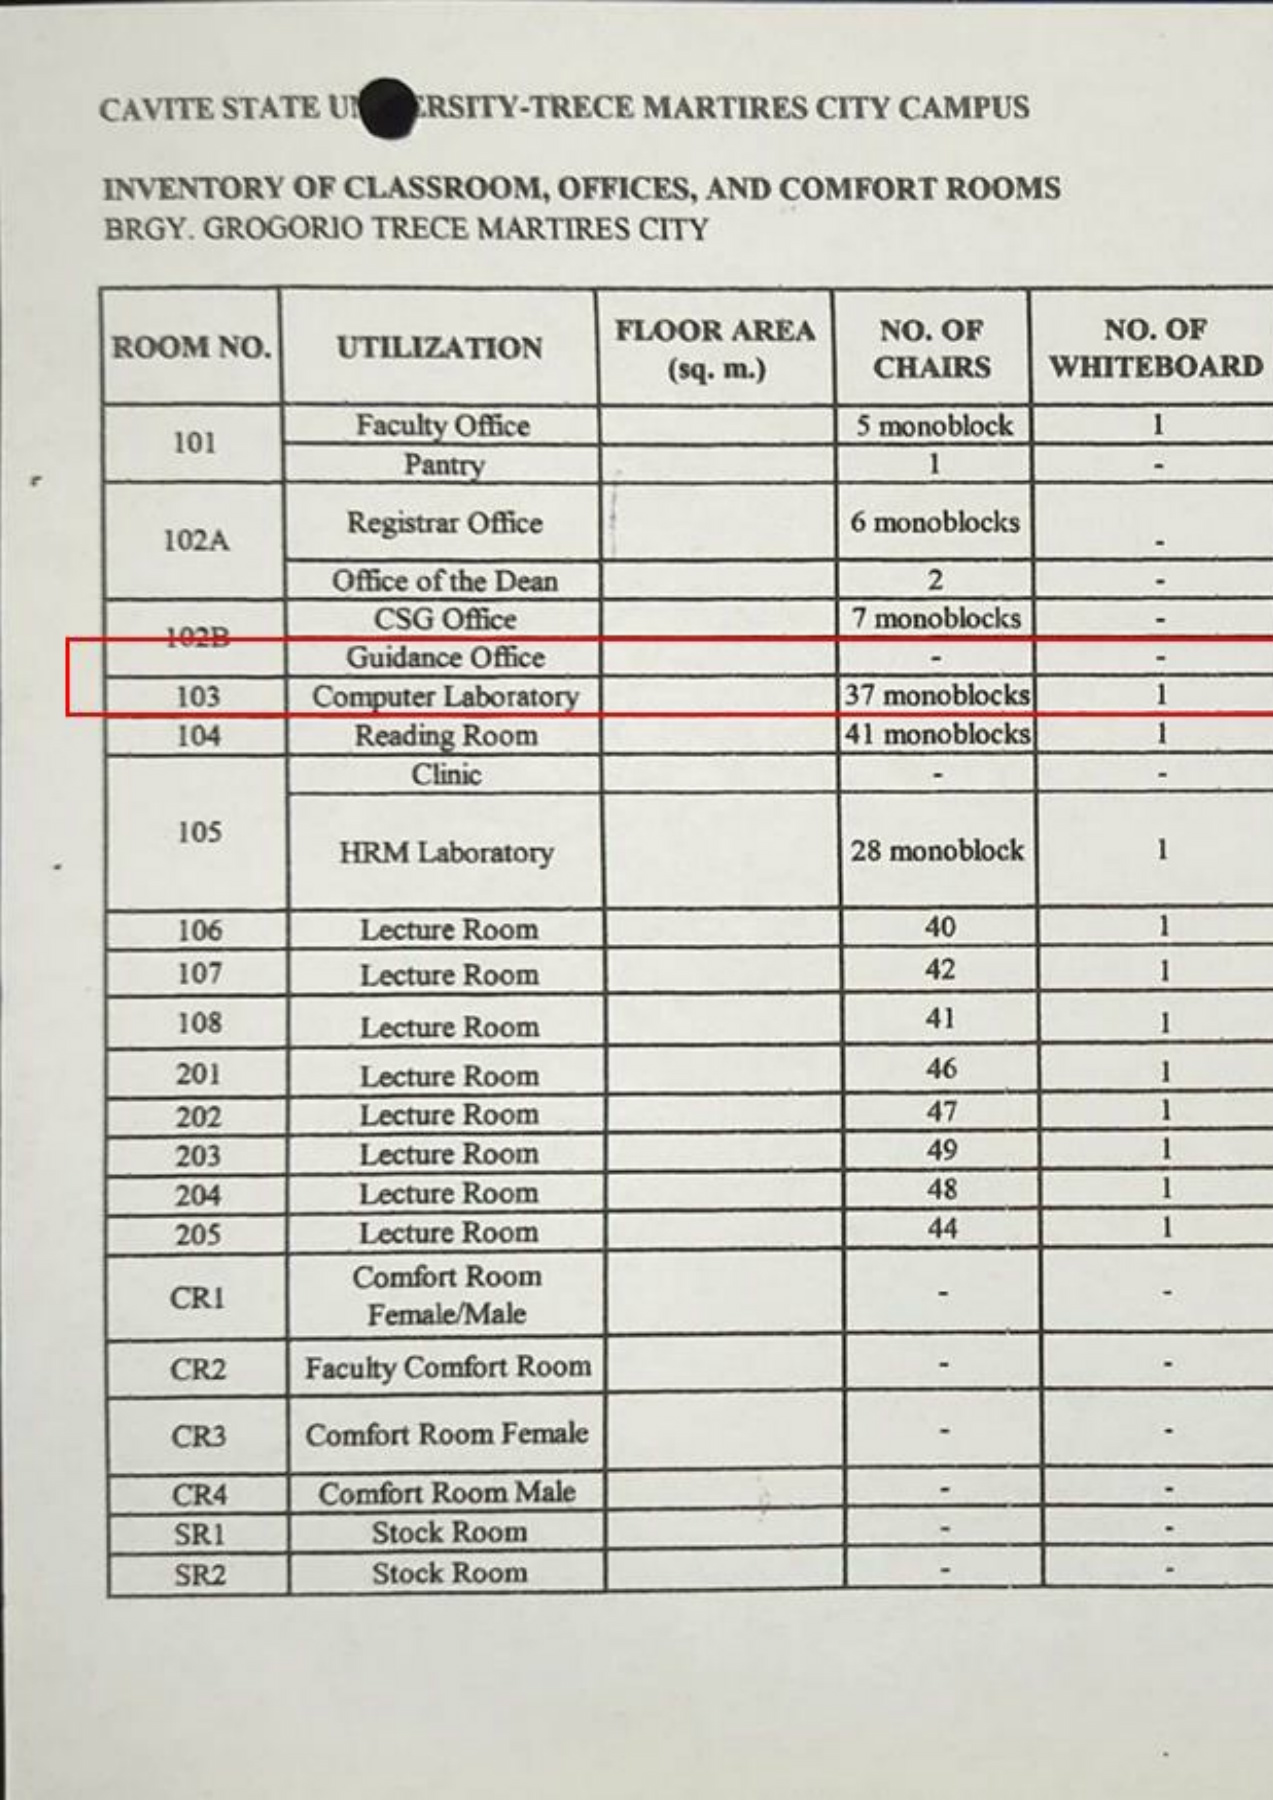 CAVITE STATE UN ERSITY-TRECE MARTIRES CITY CAMPUS
INVENTORY OF CLASSROOM, OFFICES, AND COMFORT ROOMS
BRGY. GROGORIO TRECE MARTIRES CITY
ROOM NO. UTILIZATION FLOOR AREA (sq. m.) NO. OF CHAIRS NO. OF WHITEBOARD
101 Faculty Office 5 monoblock 1
Pantry 1 -
102A Registrar Office 6 monoblocks -
Office of the Dean 2 -
102B CSG Office 7 monoblocks -
Guidance Office - -
103 Computer Laboratory 37 monoblocks 1
104 Reading Room 41 monoblocks 1
105 Clinic - -
HRM Laboratory 28 monoblock 1
106 Lecture Room 40 1
107 Lecture Room 42 1
108 Lecture Room 41 1
201 Lecture Room 46 1
202 Lecture Room 47 1
203 Lecture Room 49 1
204 Lecture Room 48 1
205 Lecture Room 44 1
CR1 Comfort Room Female/Male - -
CR2 Faculty Comfort Room - -
CR3 Comfort Room Female - -
CR4 Comfort Room Male - -
SR1 Stock Room - -
SR2 Stock Room - -